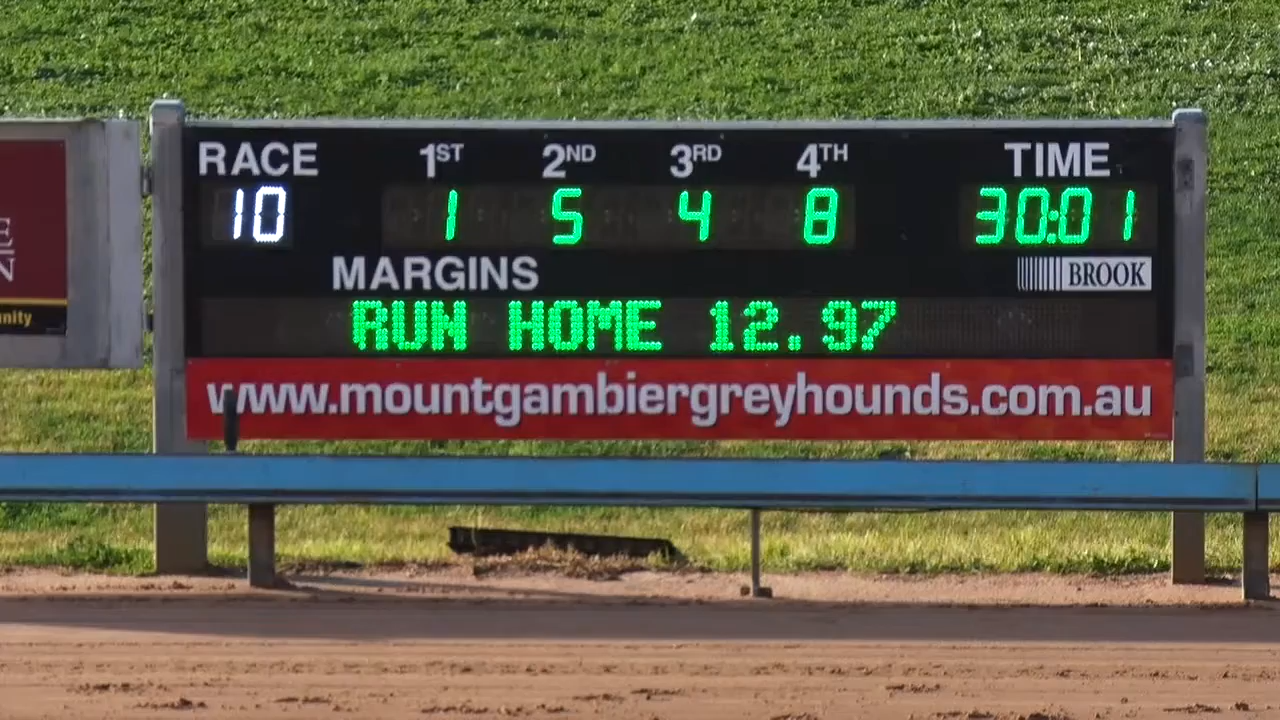 RACE 1ST 2ND 3RD 4TH TIME
10 1 5 4 8 30:01
MARGINS BROOK
RUN HOME 12.97
www.mountgambiergreyhounds.com.au